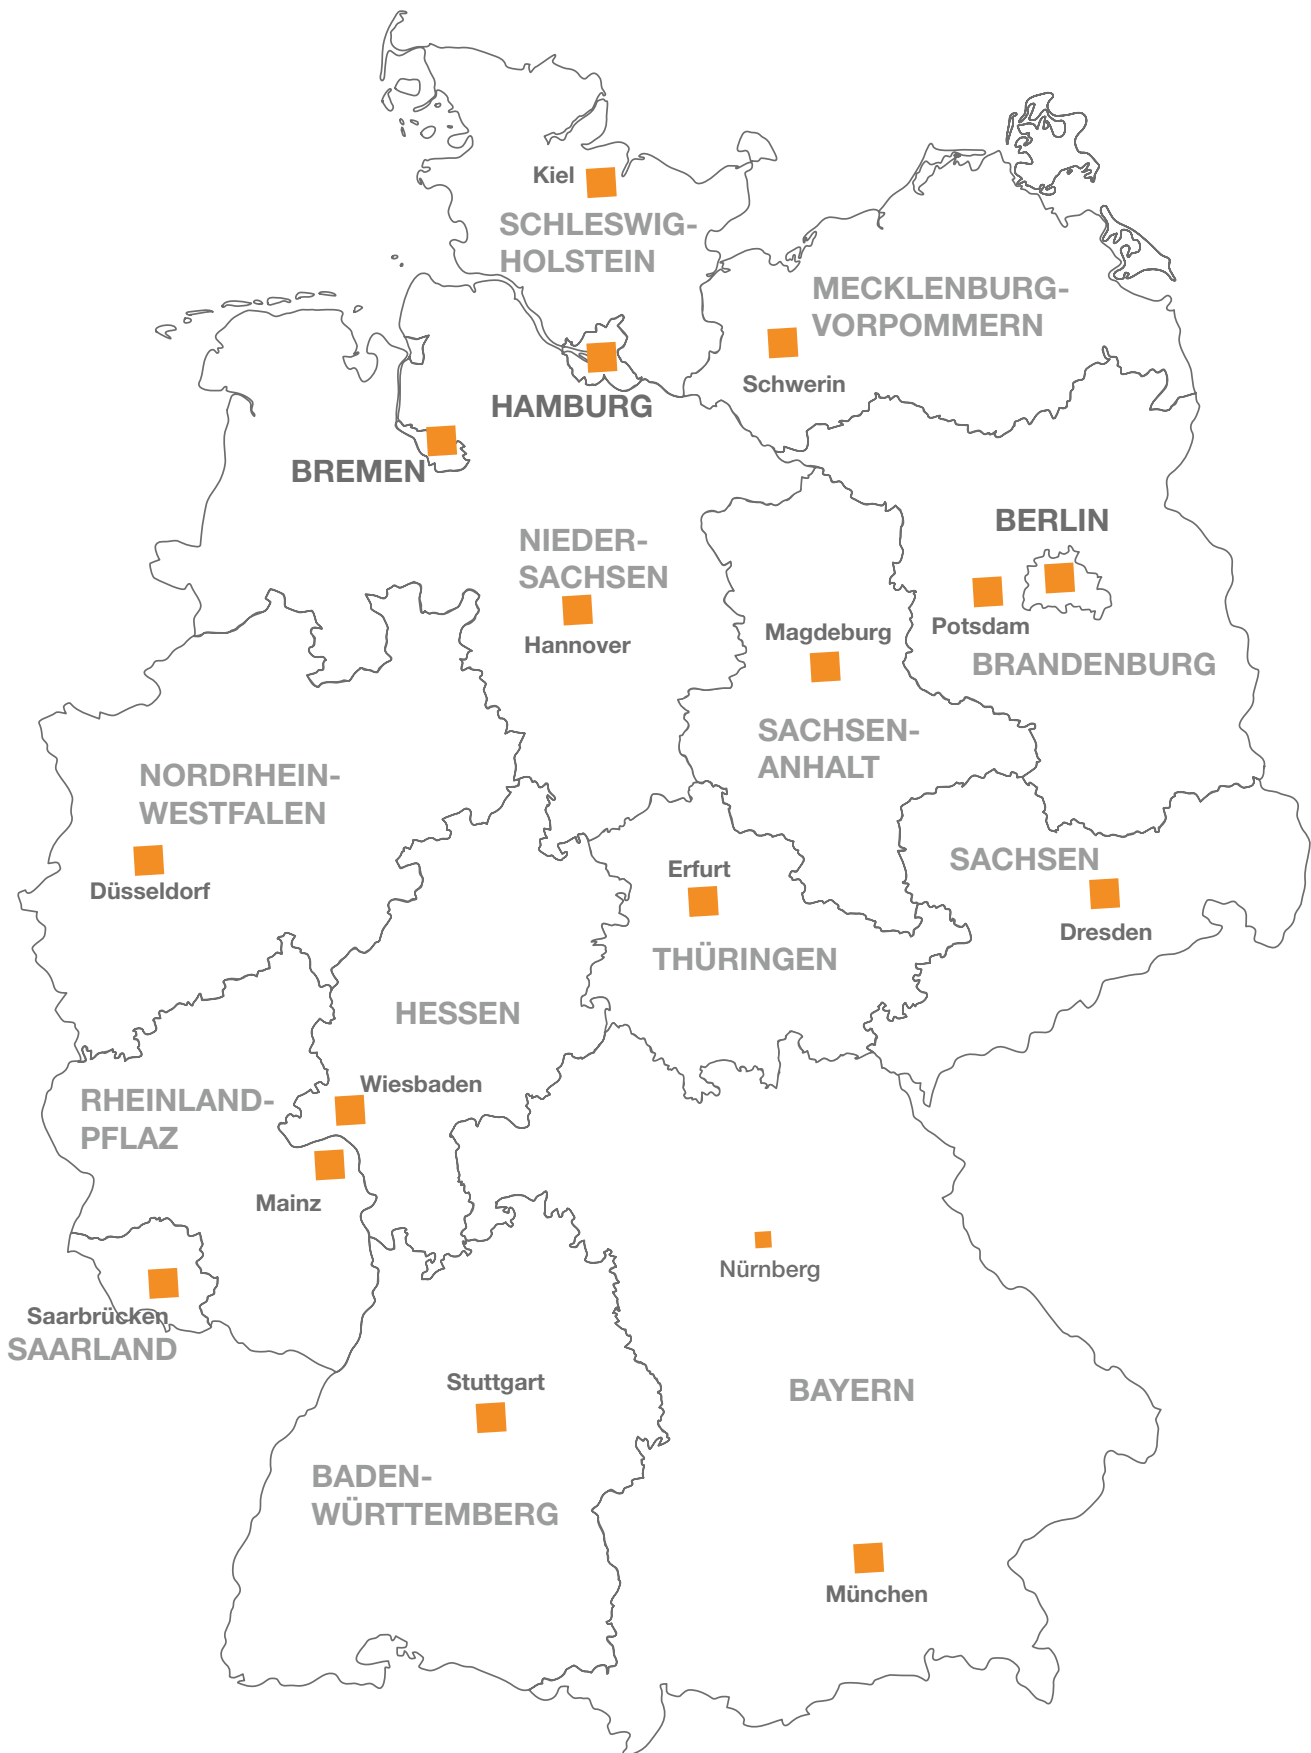 Kiel
SCHLESWIG-
HOLSTEIN
MECKLENBURG-
VORPOMMERN
Schwerin
HAMBURG
BREMEN
BERLIN
NIEDER-
SACHSEN
Hannover
Magdeburg
Potsdam
BRANDENBURG
SACHSEN-
ANHALT
NORDRHEIN-
WESTFALEN
Düsseldorf
SACHSEN
Erfurt
Dresden
THÜRINGEN
HESSEN
Wiesbaden
RHEINLAND-
PFLAZ
Mainz
Nürnberg
Saarbrücken
SAARLAND
Stuttgart
BAYERN
BADEN-
WÜRTTEMBERG
München